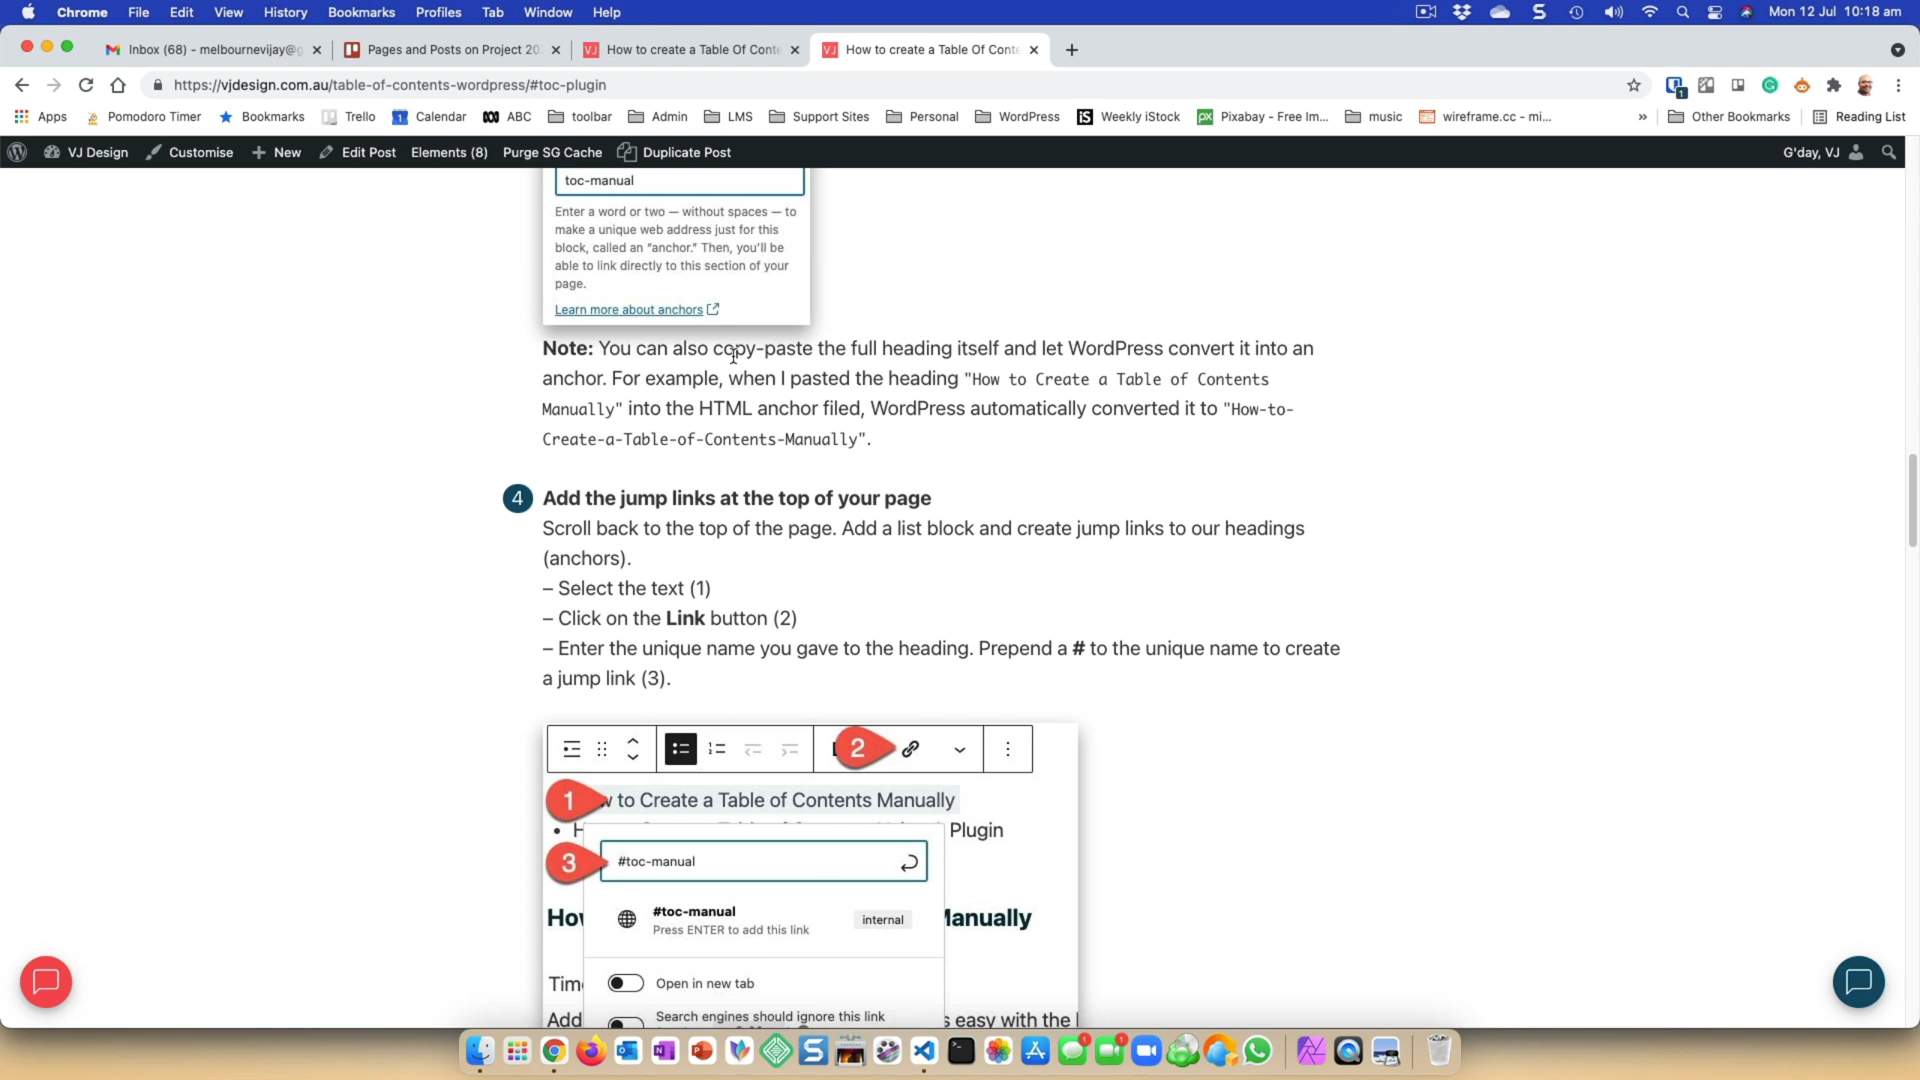 Chrome File Edit View History Bookmarks Profiles Tab Window Help Mon 12 Jul 10:18 am
Inbox (68) - melbournevijay@g
Pages and Posts on Project 20
How to create a Table Of Conte
How to create a Table Of Conte
https://vjdesign.com.au/table-of-contents-wordpress/#toc-plugin
1
Apps Pomodoro Timer Bookmarks Trello 1 Calendar ABC toolbar Admin LMS Support Sites Personal WordPress iS Weekly iStock px Pixabay - Free Im... music wireframe.cc - mi... » Other Bookmarks Reading List
VJ Design Customise + New Edit Post Elements (8) Purge SG Cache Duplicate Post G'day, VJ
toc-manual
Enter a word or two — without spaces — to
make a unique web address just for this
block, called an “anchor.” Then, you’ll be
able to link directly to this section of your
page.
Learn more about anchors
Note: You can also copy-paste the full heading itself and let WordPress convert it into an
anchor. For example, when I pasted the heading "How to Create a Table of Contents
Manually" into the HTML anchor filed, WordPress automatically converted it to "How-to-
Create-a-Table-of-Contents-Manually".
4 Add the jump links at the top of your page
Scroll back to the top of the page. Add a list block and create jump links to our headings
(anchors).
– Select the text (1)
– Click on the Link button (2)
– Enter the unique name you gave to the heading. Prepend a # to the unique name to create
a jump link (3).
2
1 w to Create a Table of Contents Manually
• H Plugin
3 #toc-manual
#toc-manual
Press ENTER to add this link
internal
How Manually
Time Open in new tab
Search engines should ignore this link
Add s easy with the